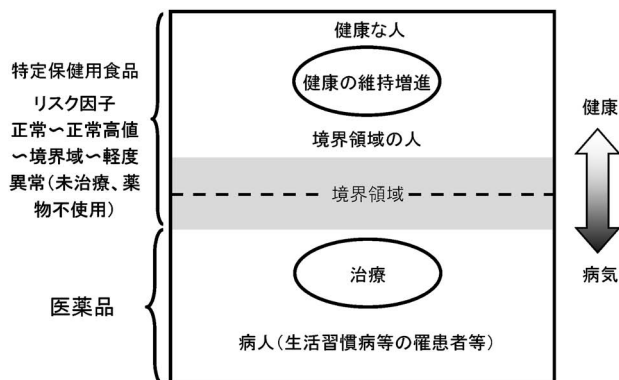 健康な人
健康の維持増進
境界領域の人
境界領域
治療
病人(生活習慣病等の罹患者等)
特定保健用食品
リスク因子
正常〜正常高値
〜境界域〜軽度
異常(未治療、薬
物不使用)
医薬品
健康
病気